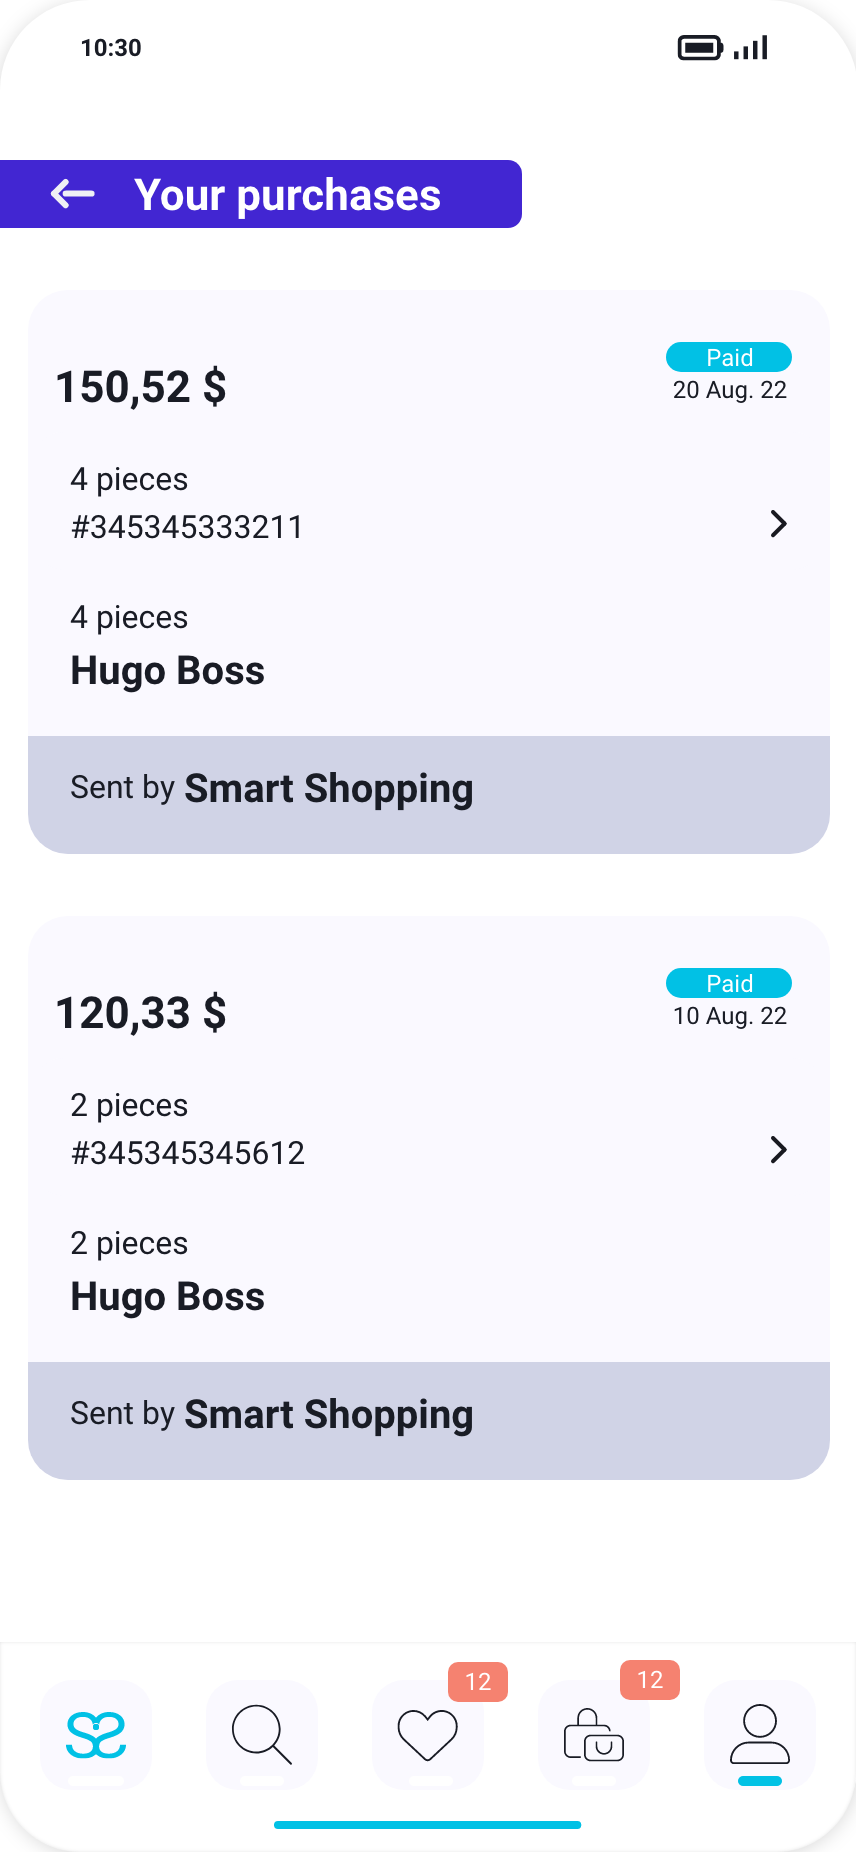 10:30
Your purchases
150,52 $
Paid
20 Aug. 22
4 pieces
#345345333211
4 pieces
Hugo Boss
Sent by Smart Shopping
120,33 $
Paid
10 Aug. 22
2 pieces
#345345345612
2 pieces
Hugo Boss
Sent by Smart Shopping
12
12